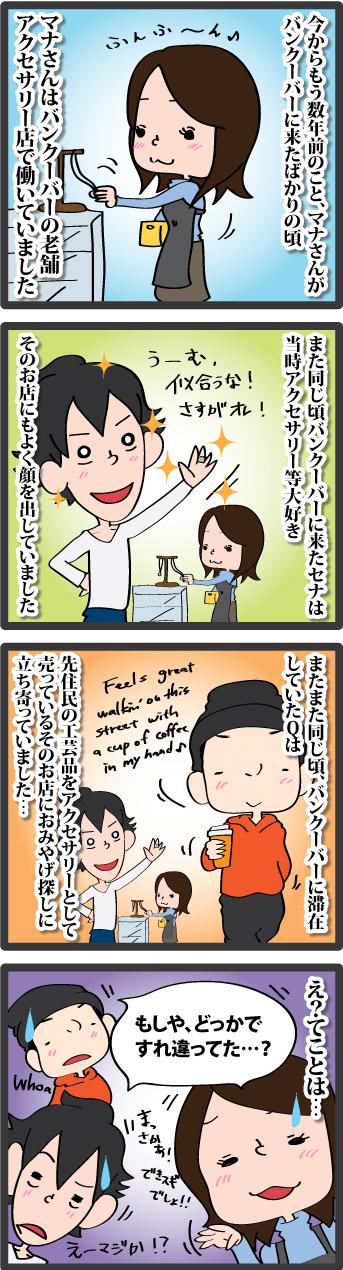 今からもう数年前のこと、マナさんが
バンクーバーに来たばかりの頃
ふんふ〜ん♪
マナさんはバンクーバーの老舗
アクセサリー店で働いていました
また同じ頃バンクーバーに来たセナは
当時アクセサリー等大好き
うーむ、
似合うな!
さすがオレ!
そのお店にもよく顔を出していました
またまた同じ頃、バンクーバーに滞在
していたQは
Feels great
walkin' on this
street with
a cup of coffee
in my hand♪
先住民の工芸品をアクセサリーとして
売っているそのお店におみやげ探しに
立ち寄っていました…
え?てことは…
もしや、どっかで
すれ違ってた…?
Whoa
まっさかぁ!
できスギ
でしょ!!
えーマジか!?